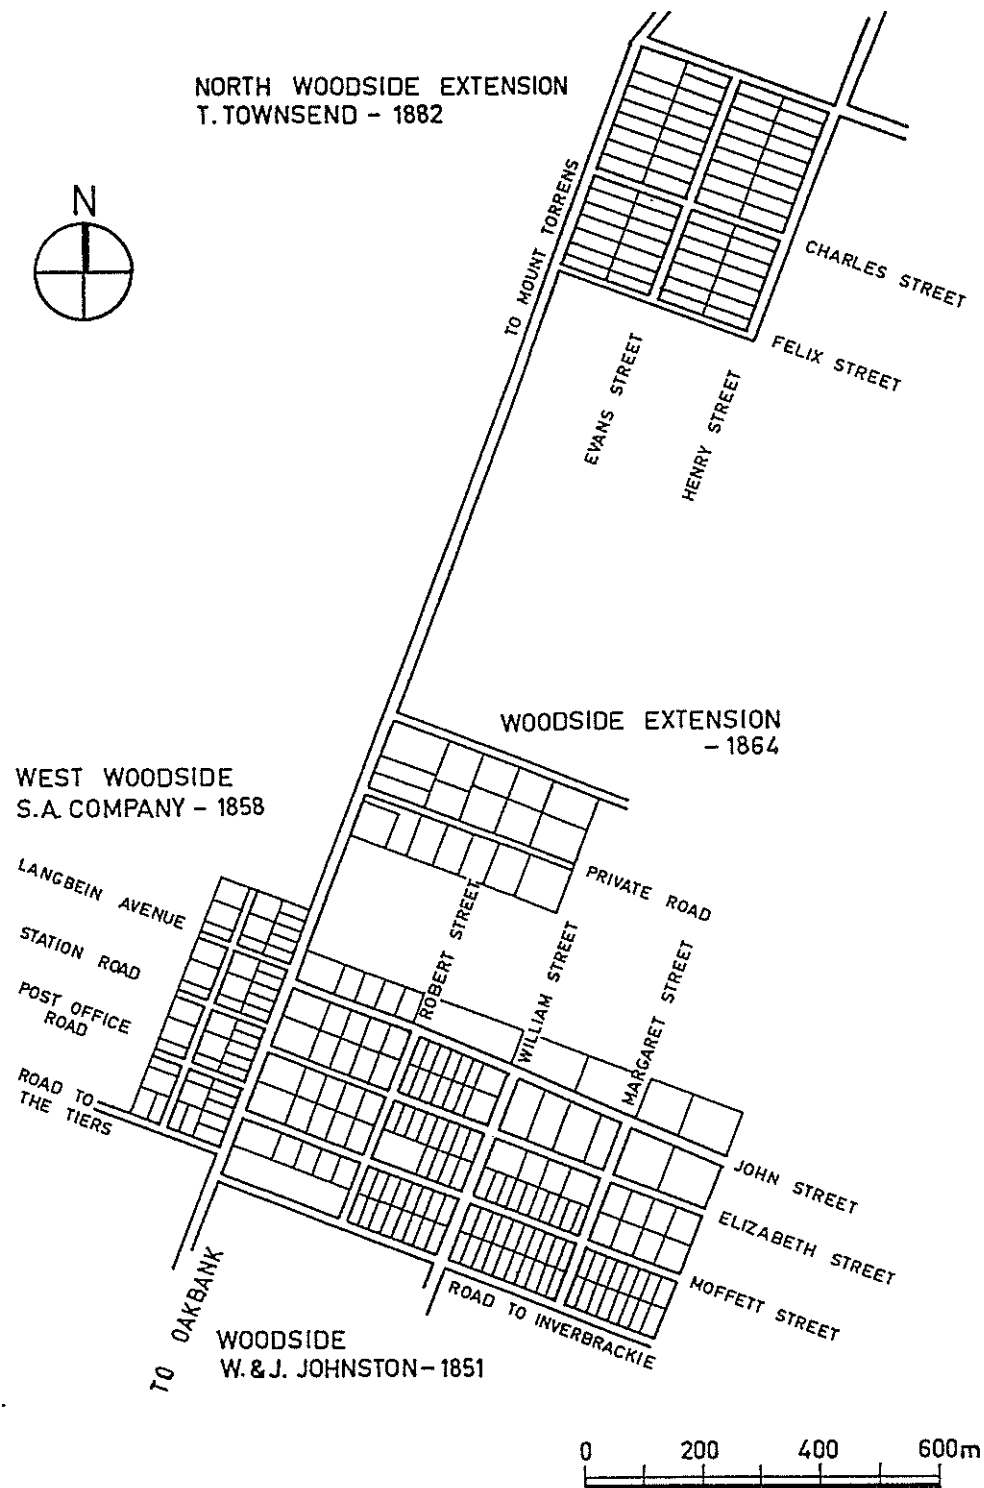 NORTH WOODSIDE EXTENSION
T. TOWNSEND - 1882
N
TO MOUNT TORRENS
CHARLES STREET
FELIX STREET
EVANS STREET
HENRY STREET
WOODSIDE EXTENSION
- 1864
WEST WOODSIDE
S.A. COMPANY - 1858
LANGBEIN AVENUE
STATION ROAD
POST OFFICE
ROAD
ROAD TO
THE TIERS
PRIVATE ROAD
ROBERT STREET
WILLIAM STREET
MARGARET STREET
JOHN STREET
ELIZABETH STREET
MOFFETT STREET
ROAD TO INVERBRACKIE
TO OAKBANK
WOODSIDE
W. & J. JOHNSTON - 1851
0 200 400 600m